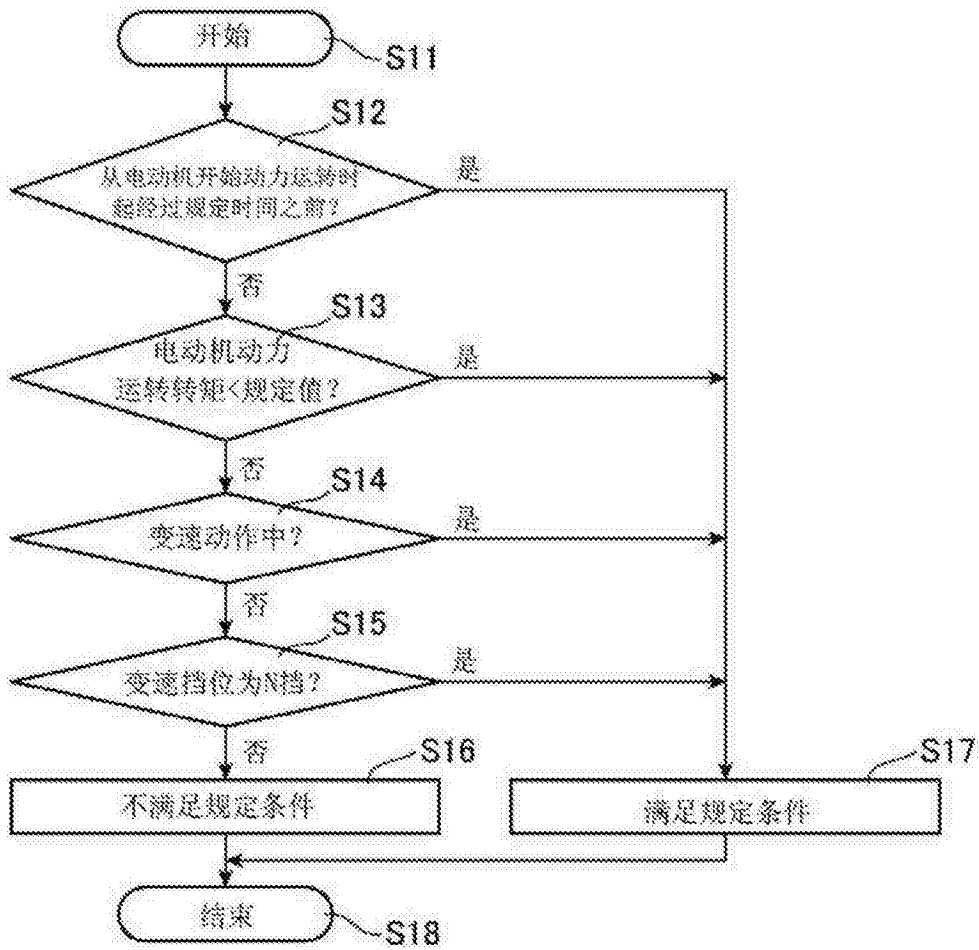 开始
S11
S12
从电动机开始动力运转时
起经过规定时间之前?
是
否
S13
电动机动力
运转转矩<规定值?
是
否
S14
变速动作中?
是
否
S15
变速挡位为N挡?
是
否
S16
不满足规定条件
S17
满足规定条件
结束
S18